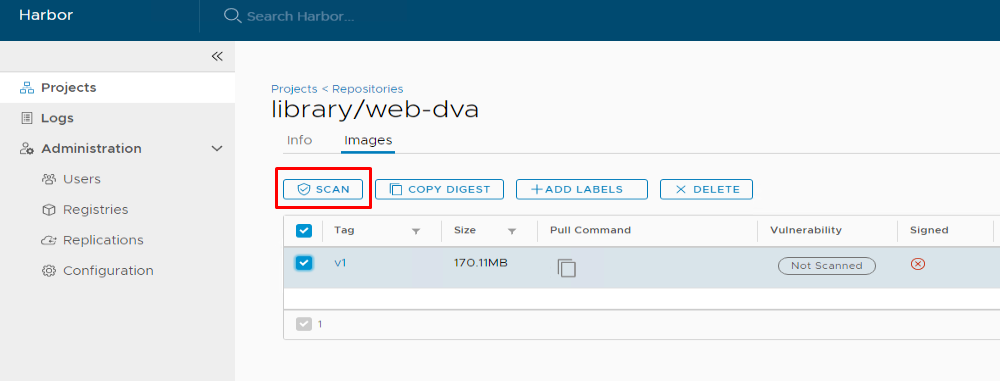 Harbor
Search Harbor...
Projects
Logs
Administration
Users
Registries
Replications
Configuration
Projects < Repositories
library/web-dva
Info Images
SCAN COPY DIGEST +ADD LABELS × DELETE
Tag Size Pull Command Vulnerability Signed
v1 170.11MB Not Scanned
1